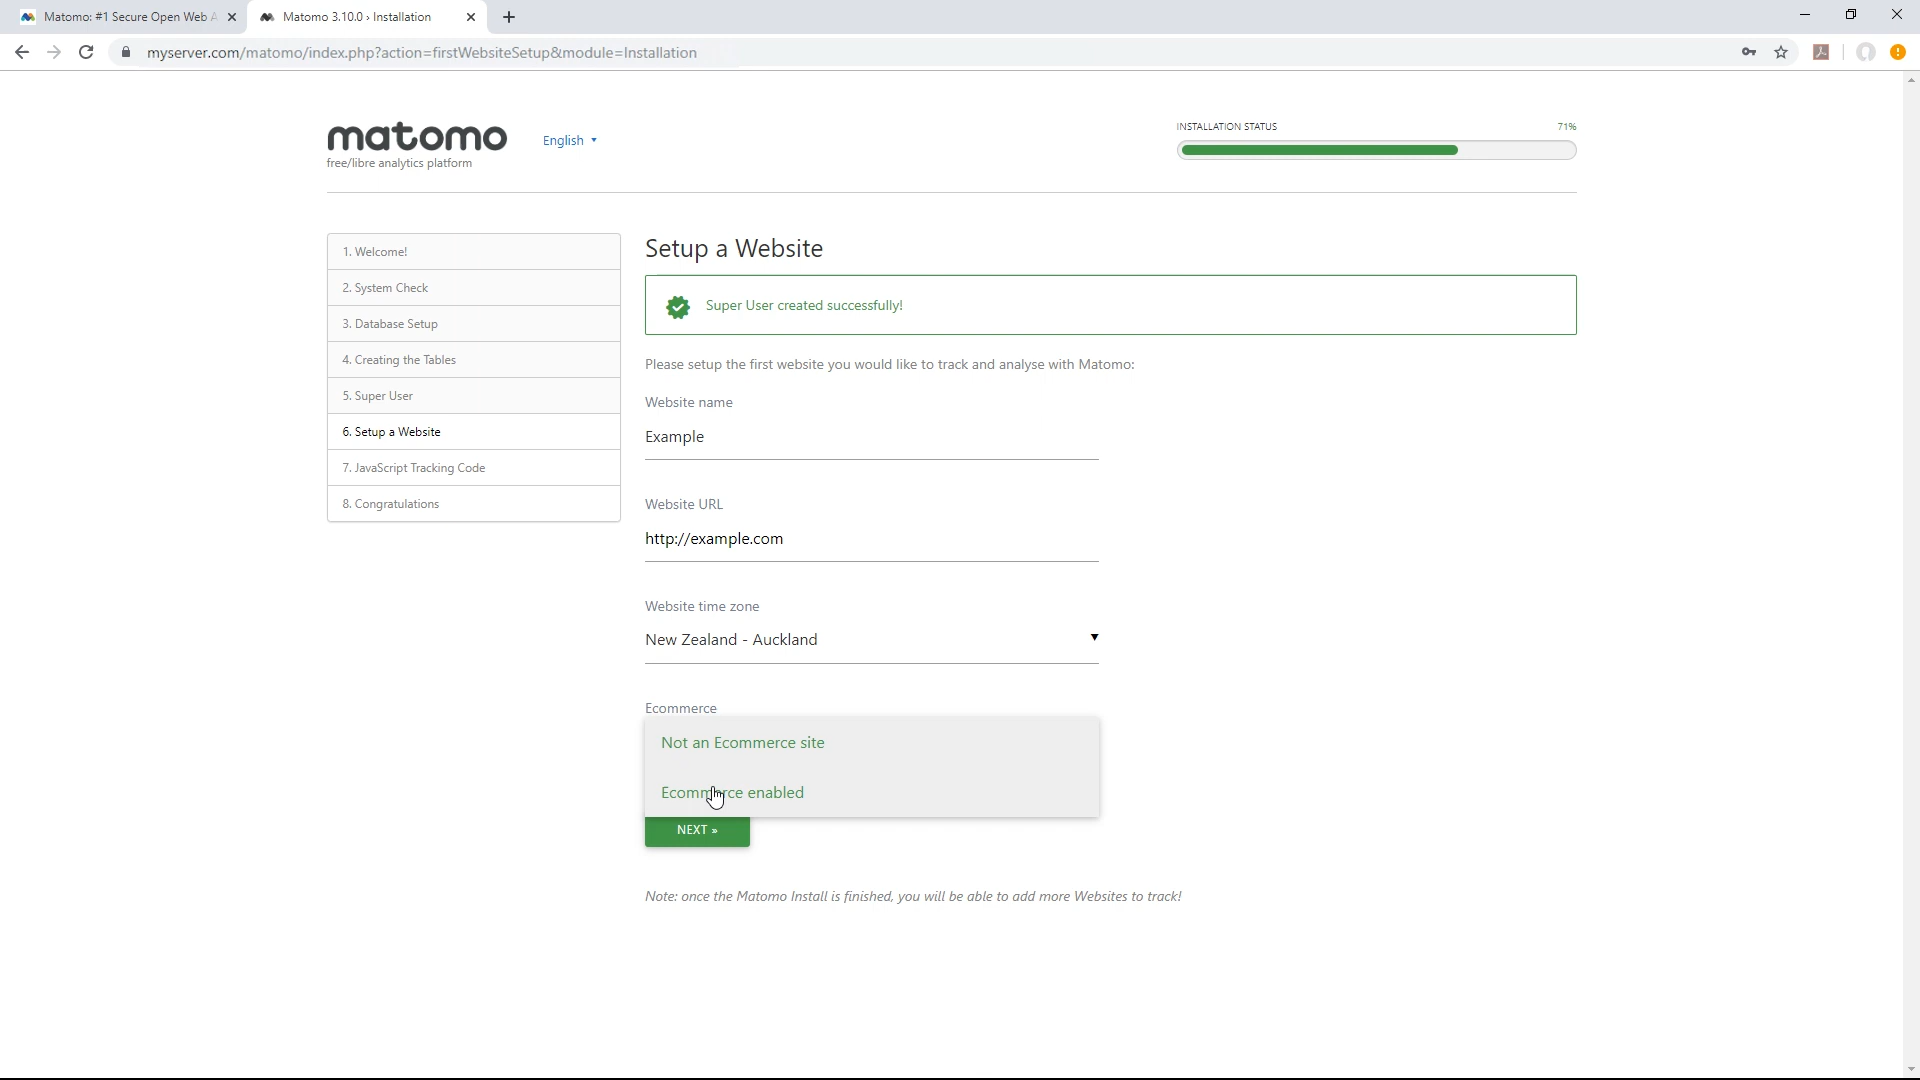 Matomo: #1 Secure Open Web A
Matomo 3.10.0 › Installation
myserver.com/matomo/index.php?action=firstWebsiteSetup&module=Installation
matomo
free/libre analytics platform
English
INSTALLATION STATUS 71%
1. Welcome!
2. System Check
3. Database Setup
4. Creating the Tables
5. Super User
6. Setup a Website
7. JavaScript Tracking Code
8. Congratulations
Setup a Website
Super User created successfully!
Please setup the first website you would like to track and analyse with Matomo:
Website name
Example
Website URL
http://example.com
Website time zone
New Zealand - Auckland
Ecommerce
Not an Ecommerce site
Ecommerce enabled
NEXT »
Note: once the Matomo Install is finished, you will be able to add more Websites to track!